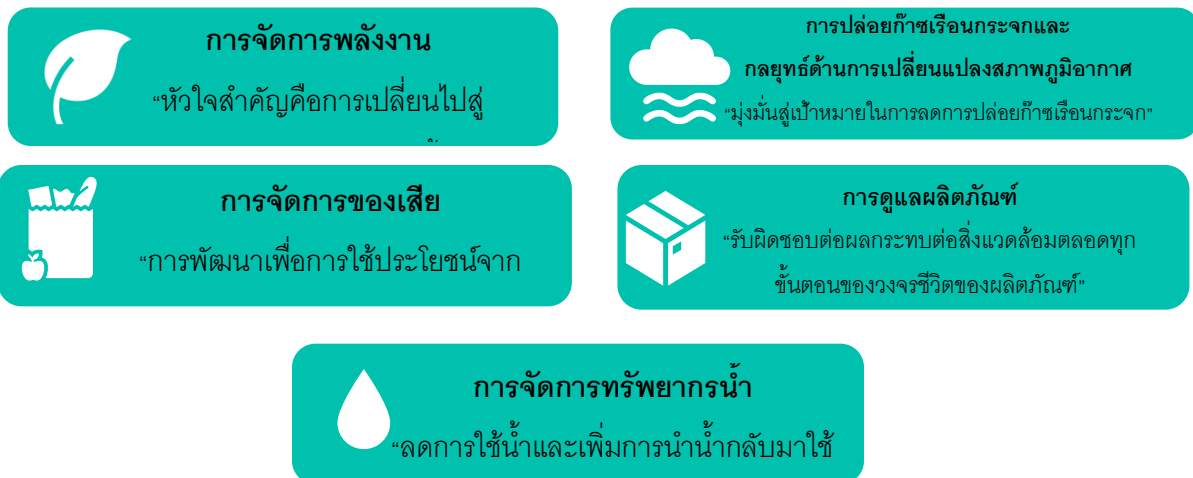 การจัดการพลังงาน
“หัวใจสำคัญคือการเปลี่ยนไปสู่
การปล่อยก๊าซเรือนกระจกและ
กลยุทธ์ด้านการเปลี่ยนแปลงสภาพภูมิอากาศ
“มุ่งมั่นสู่เป้าหมายในการลดการปล่อยก๊าซเรือนกระจก”
การจัดการของเสีย
“การพัฒนาเพื่อการใช้ประโยชน์จาก
การดูแลผลิตภัณฑ์
“รับผิดชอบต่อผลกระทบต่อสิ่งแวดล้อมตลอดทุก
ขั้นตอนของวงจรชีวิตของผลิตภัณฑ์”
การจัดการทรัพยากรน้ำ
“ลดการใช้น้ำและเพิ่มการนำน้ำกลับมาใช้